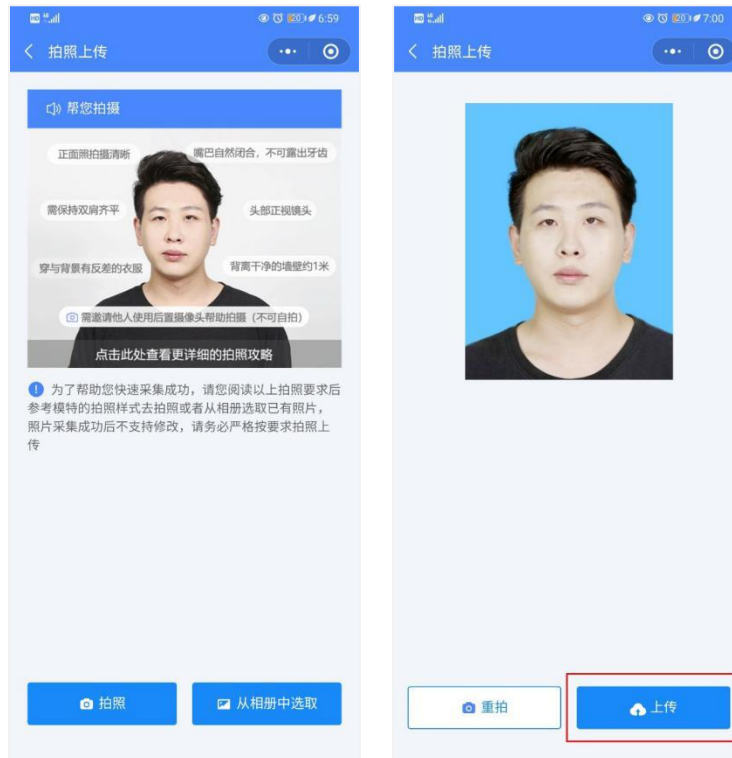 HD 6:59
拍照上传
帮您拍摄
正面照拍摄清晰
嘴巴自然闭合，不可露出牙齿
需保持双肩齐平
头部正视镜头
穿与背景有反差的衣服
背离干净的墙壁约1米
需邀请他人使用后置摄像头帮助拍摄（不可自拍）
点击此处查看更详细的拍照攻略
为了帮助您快速采集成功，请您阅读以上拍照要求后
参考模特的拍照样式去拍照或者从相册选取已有照片，
照片采集成功后不支持修改，请务必严格按要求拍照上
传
拍照
从相册中选取
HD 20 7:00
拍照上传
重拍
上传